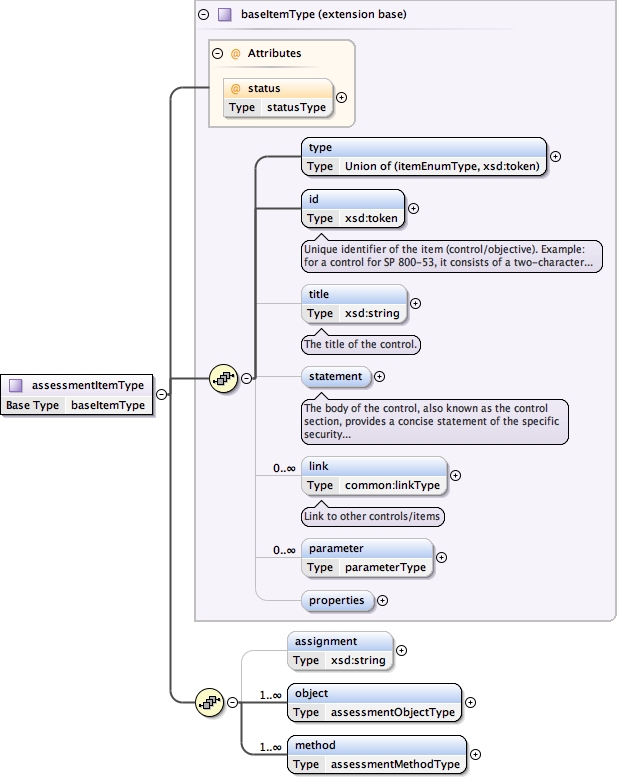 baseItemType (extension base)
@ Attributes
@ status
Type statusType
type
Type Union of (itemEnumType, xsd:token)
id
Type xsd:token
Unique identifier of the item (control/objective). Example:
for a control for SP 800-53, it consists of a two-character...
title
Type xsd:string
The title of the control.
assessmentItemType
Base Type baseItemType
statement
The body of the control, also known as the control
section, provides a concise statement of the specific
security...
0..∞
link
Type common:linkType
Link to other controls/items
0..∞
parameter
Type parameterType
properties
assignment
Type xsd:string
1..∞
object
Type assessmentObjectType
1..∞
method
Type assessmentMethodType